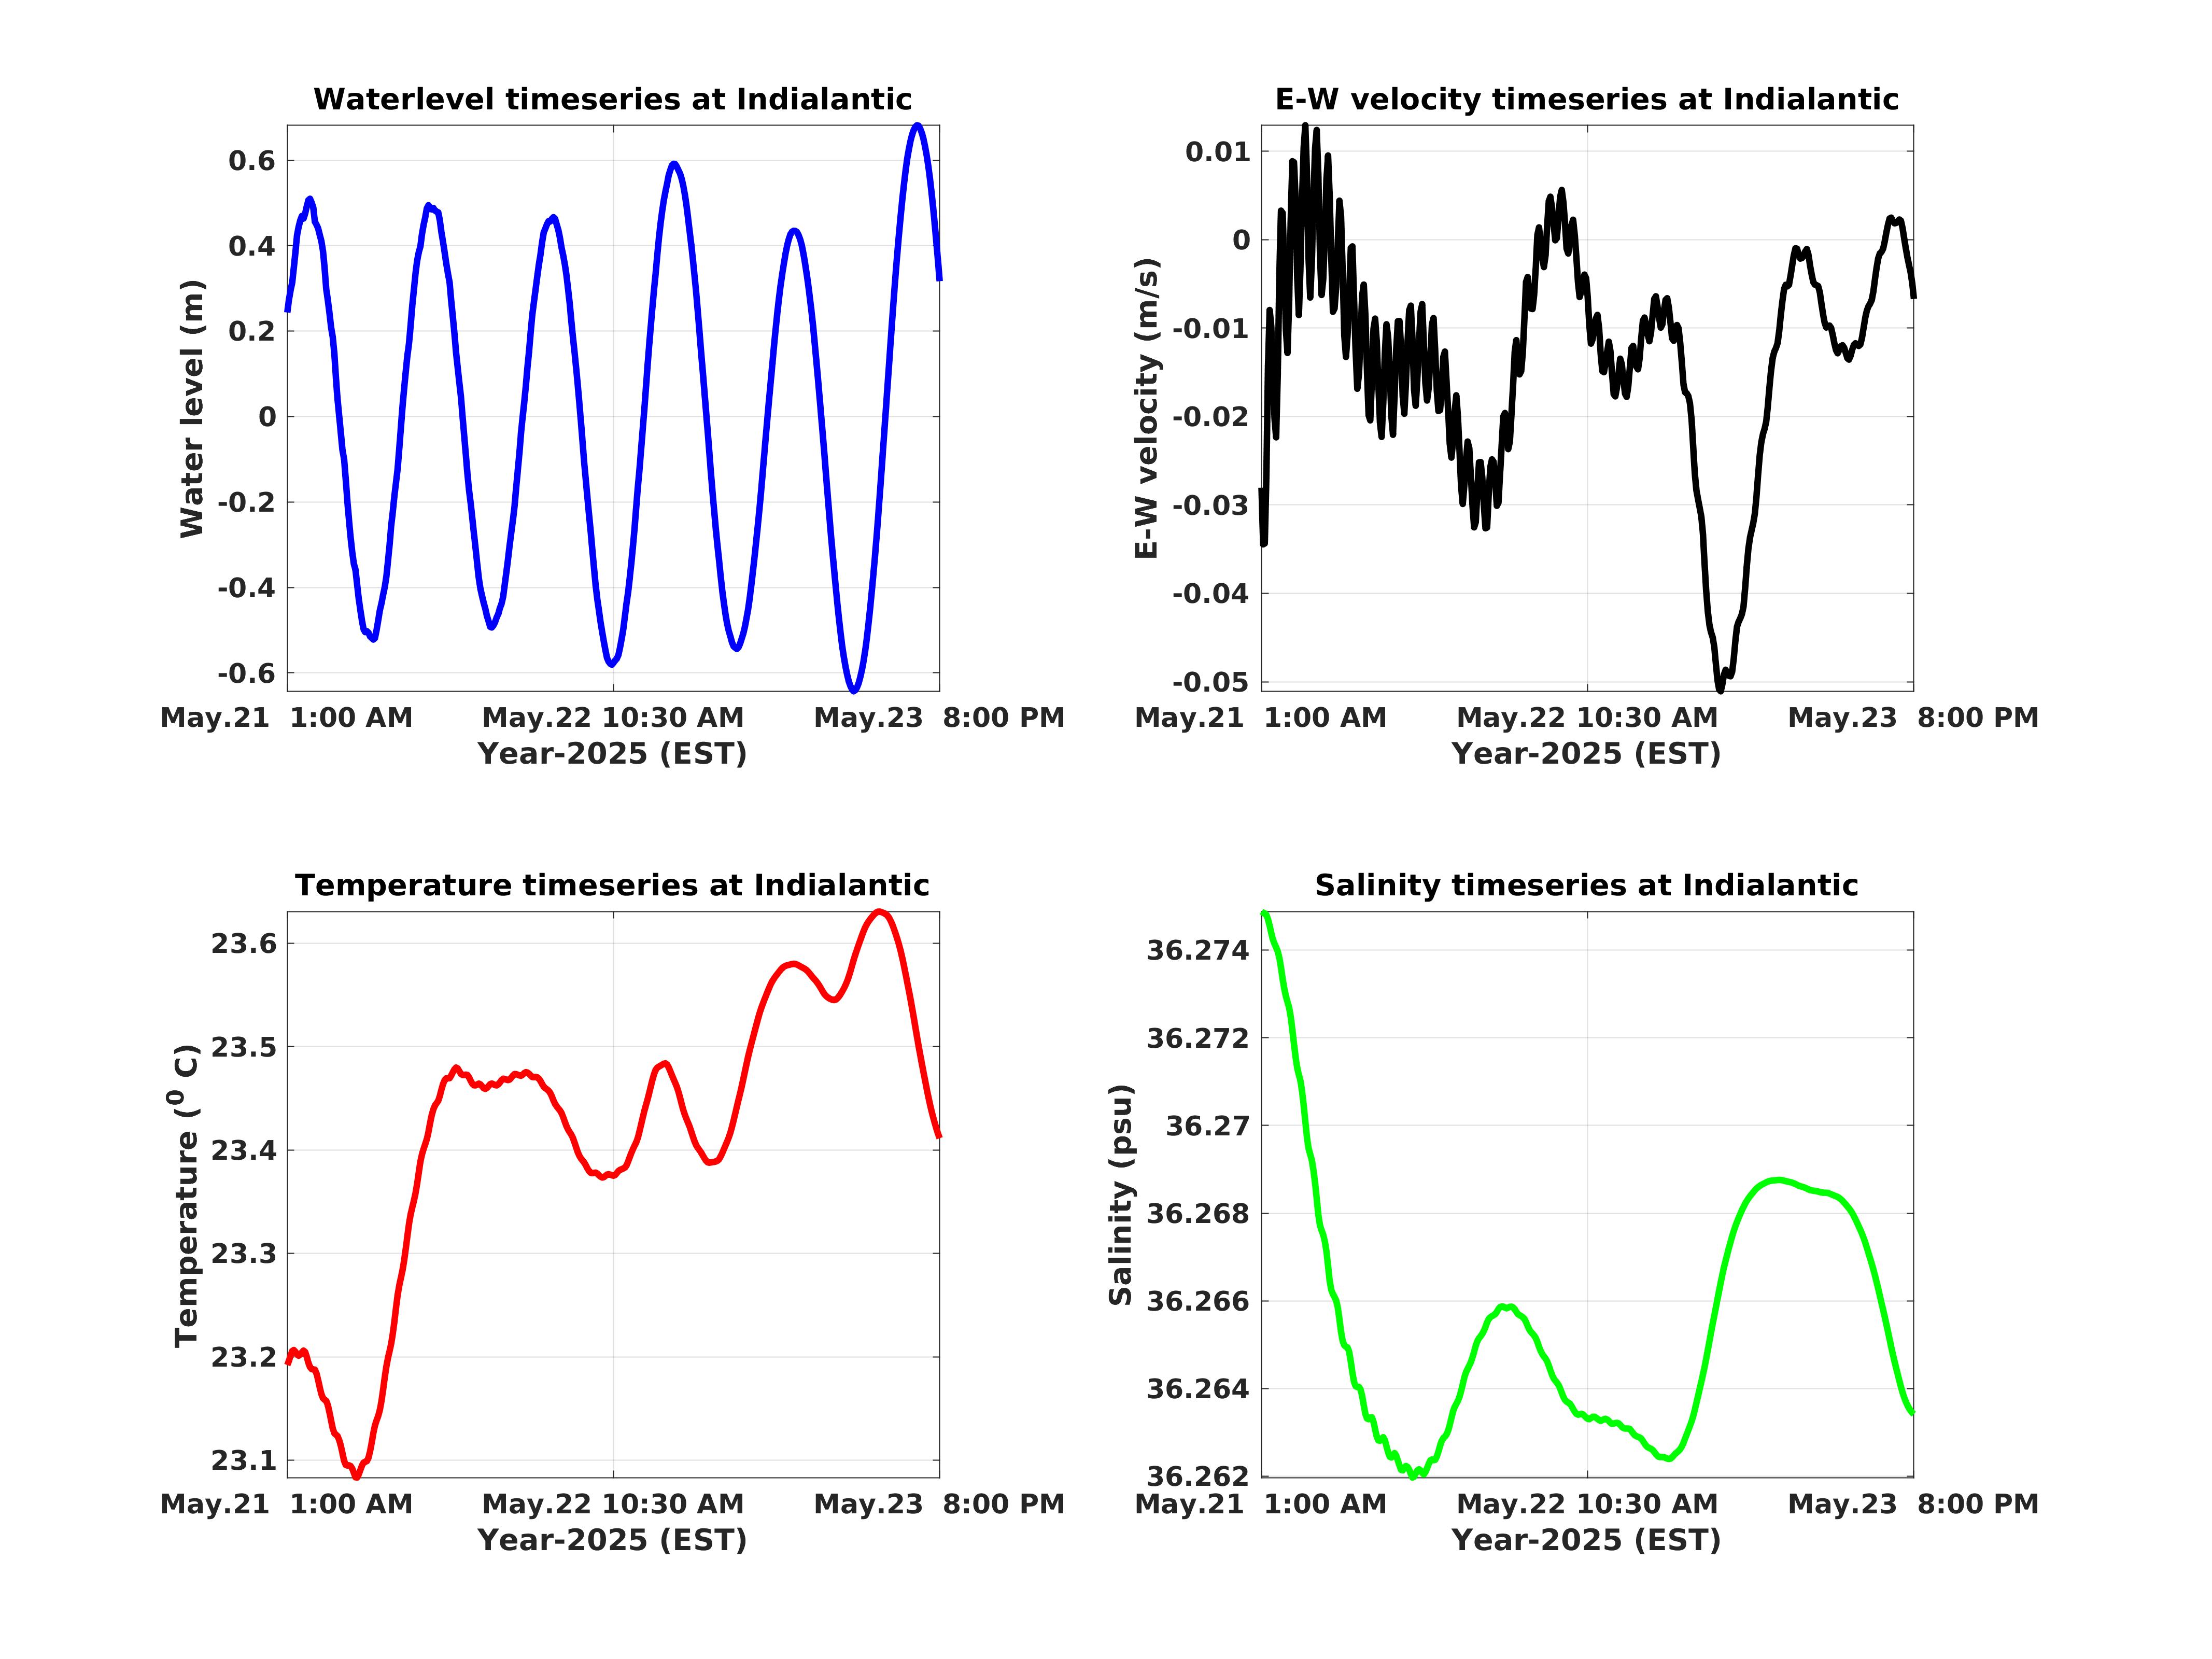 Waterlevel timeseries at Indialantic
Water level (m)
0.6
0.4
0.2
0
-0.2
-0.4
-0.6
May.21 1:00 AM
May.22 10:30 AM
May.23 8:00 PM
Year-2025 (EST)
E-W velocity timeseries at Indialantic
E-W velocity (m/s)
0.01
0
-0.01
-0.02
-0.03
-0.04
-0.05
May.21 1:00 AM
May.22 10:30 AM
May.23 8:00 PM
Year-2025 (EST)
Temperature timeseries at Indialantic
Temperature (⁰ C)
23.6
23.5
23.4
23.3
23.2
23.1
May.21 1:00 AM
May.22 10:30 AM
May.23 8:00 PM
Year-2025 (EST)
Salinity timeseries at Indialantic
Salinity (psu)
36.274
36.272
36.27
36.268
36.266
36.264
36.262
May.21 1:00 AM
May.22 10:30 AM
May.23 8:00 PM
Year-2025 (EST)